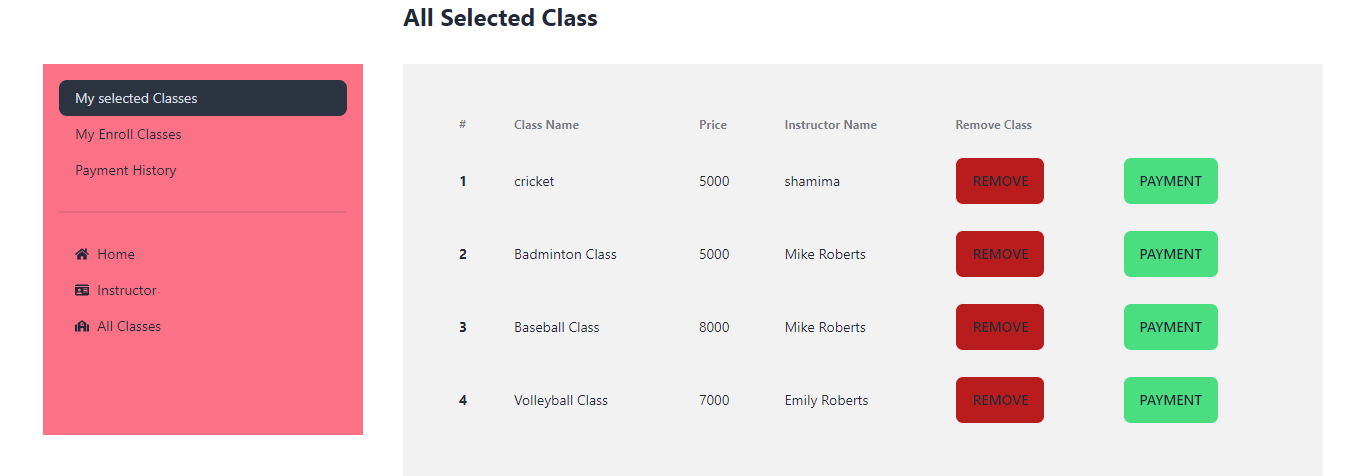 All Selected Class
My selected Classes
My Enroll Classes
Payment History
Home
Instructor
All Classes
# Class Name Price Instructor Name Remove Class
1 cricket 5000 shamima REMOVE PAYMENT
2 Badminton Class 5000 Mike Roberts REMOVE PAYMENT
3 Baseball Class 8000 Mike Roberts REMOVE PAYMENT
4 Volleyball Class 7000 Emily Roberts REMOVE PAYMENT